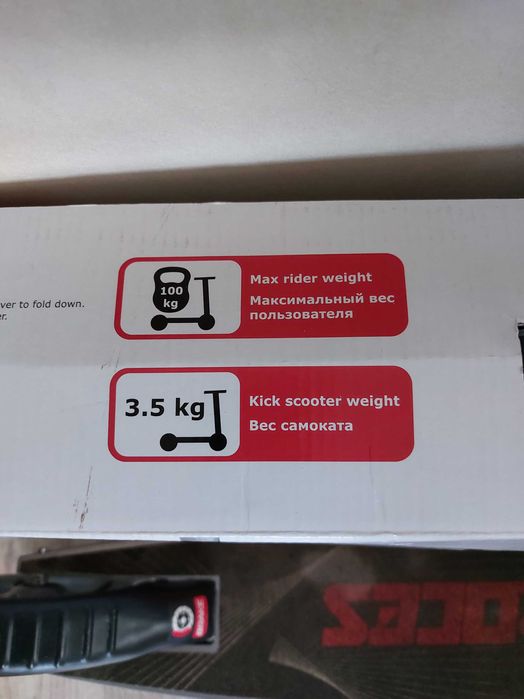 ver to fold down.
er.
100
kg
Max rider weight
Максимальный вес
пользователя
3.5 kg
Kick scooter weight
Вес самоката